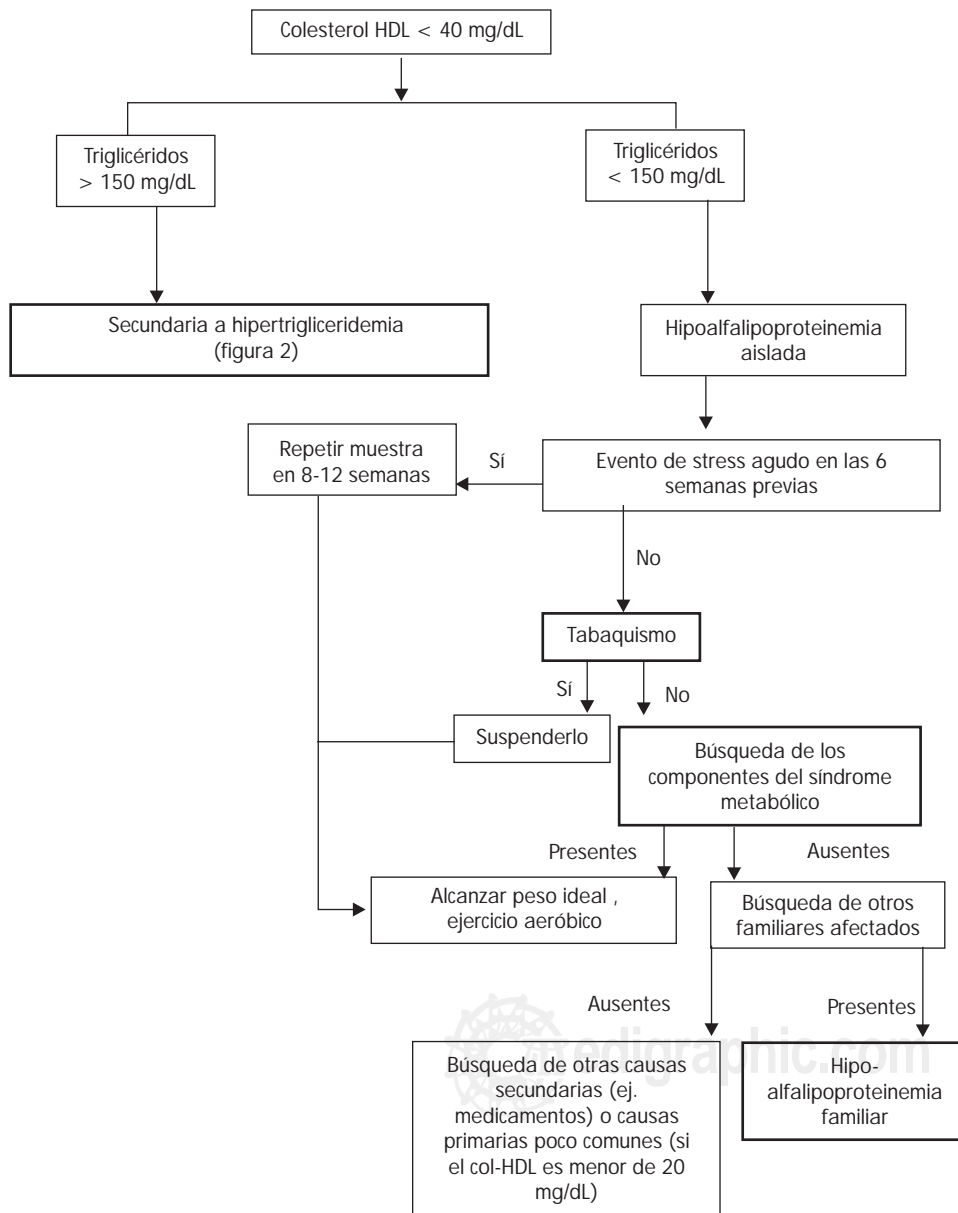 Colesterol HDL < 40 mg/dL
Triglicéridos
> 150 mg/dL
Triglicéridos
< 150 mg/dL
Secundaria a hipertrigliceridemia
(figura 2)
Hipoalfalipoproteinemia
aislada
Repetir muestra
en 8-12 semanas
Sí
Evento de stress agudo en las 6
semanas previas
No
Tabaquismo
Sí
No
Suspenderlo
Búsqueda de los
componentes del síndrome
metabólico
Presentes
Ausentes
Alcanzar peso ideal ,
ejercicio aeróbico
Búsqueda de otros
familiares afectados
Ausentes
Presentes
edigraphic.com
Búsqueda de otras causas
secundarias (ej.
medicamentos) o causas
primarias poco comunes (si
el col-HDL es menor de 20
mg/dL)
Hipo-
alfalipoproteinemia
familiar